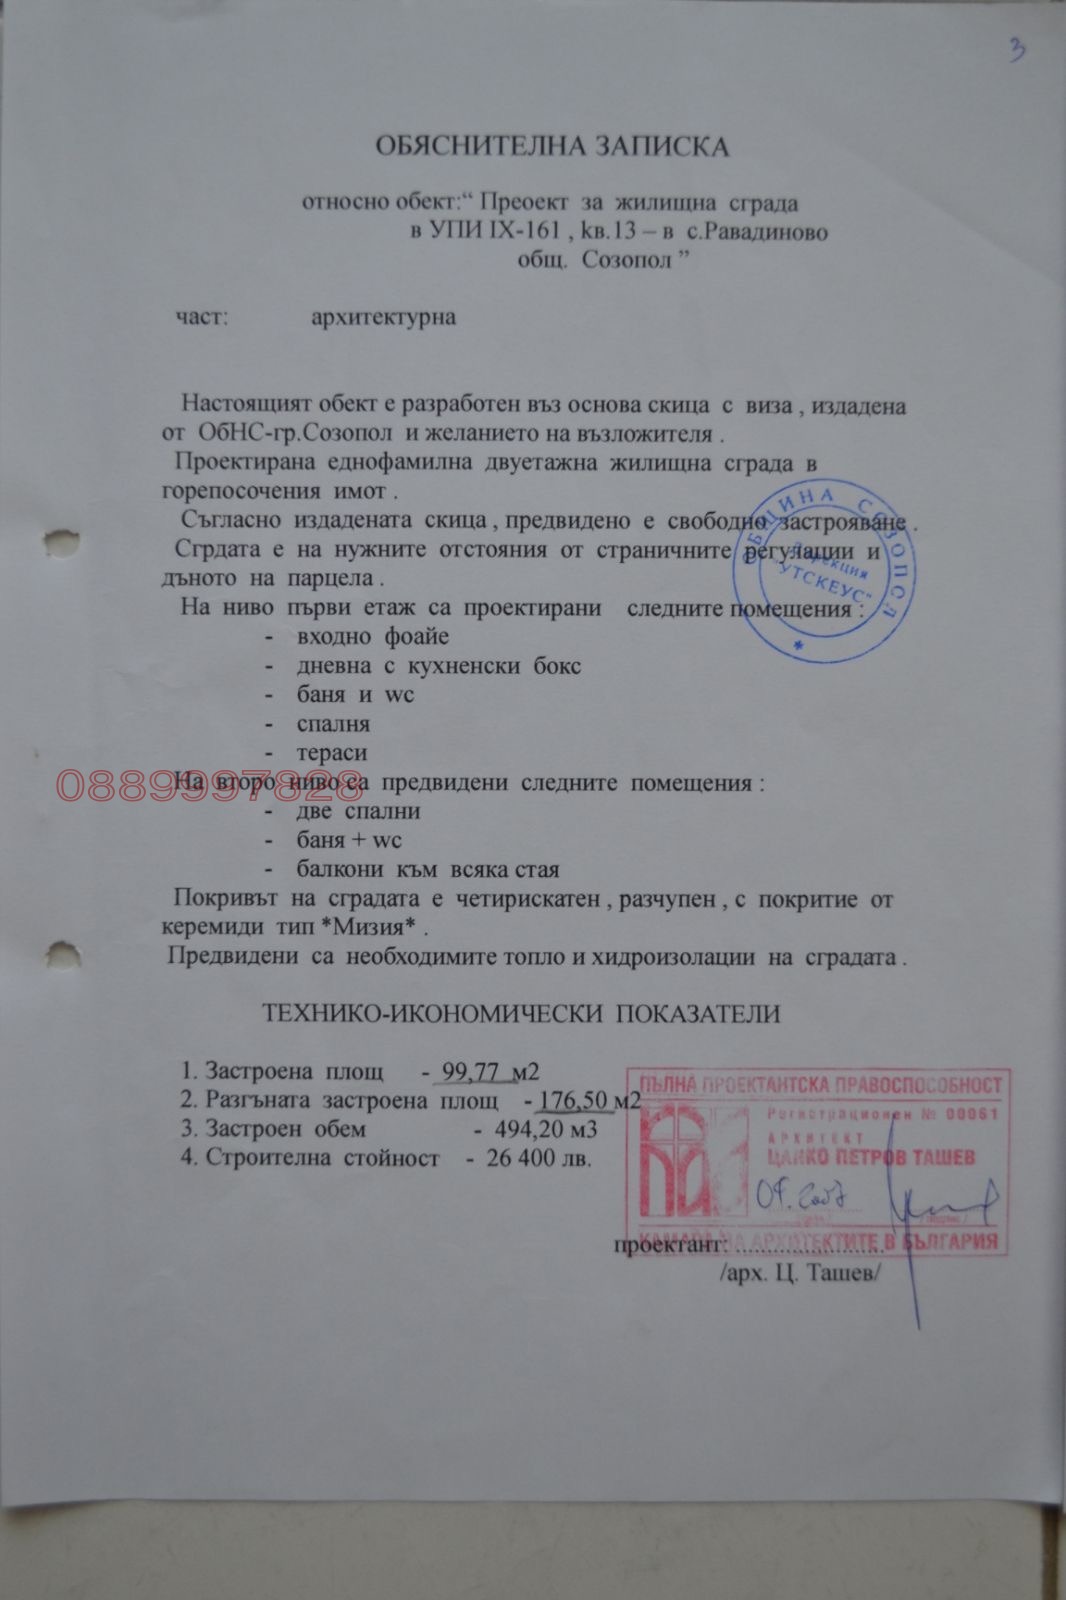 3
ОБЯСНИТЕЛНА ЗАПИСКА
относно обект:“ Преоект за жилищна сграда
в УПИ IX-161 , кв.13 – в с.Равадиново
общ. Созопол ”
част: архитектурна
Настоящият обект е разработен въз основа скица с виза , издадена
от ОбНС-гр.Созопол и желанието на възложителя .
Проектирана еднофамилна двуетажна жилищна сграда в
горепосочения имот .
Съгласно издадената скица , предвидено е свободно застрояване .
Сгрдата е на нужните отстояния от страничните регулации и
дъното на парцела .
На ниво първи етаж са проектирани следните помещения :
- входно фоайе
- дневна с кухненски бокс
- баня и wc
- спалня
- тераси
На второ ниво са предвидени следните помещения :
- две спални
- баня + wc
- балкони към всяка стая
Покривът на сградата е четирискатен , разчупен , с покритие от
керемиди тип *Мизия* .
Предвидени са необходимите топло и хидроизолации на сградата .
ТЕХНИКО-ИКОНОМИЧЕСКИ ПОКАЗАТЕЛИ
1. Застроена площ - 99,77 м2
2. Разгъната застроена площ - 176,50 м2
3. Застроен обем - 494,20 м3
4. Строителна стойност - 26 400 лв.
проектант: ........................
/арх. Ц. Ташев/
ОБЩИНА СОЗОПОЛ
Дирекция
"УТСКЕУС"
*
0889997828
ПЪЛНА ПРОЕКТАНТСКА ПРАВОСПОСОБНОСТ
Регистрационен № 00061
АРХИТЕКТ
ЦАНКО ПЕТРОВ ТАШЕВ
КАМАРА НА АРХИТЕКТИТЕ В БЪЛГАРИЯ